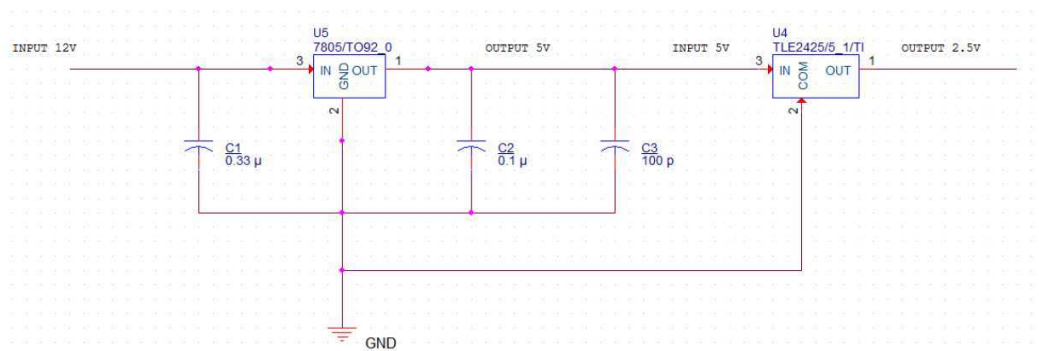 U5
7805/TO92_0
U4
TLE2425/5_1/TI
INPUT 12V
OUTPUT 5V
INPUT 5V
OUTPUT 2.5V
3
IN
GND
OUT
1
2
3
IN
COM
OUT
1
2
C1
0.33 µ
C2
0.1 µ
C3
100 p
GND